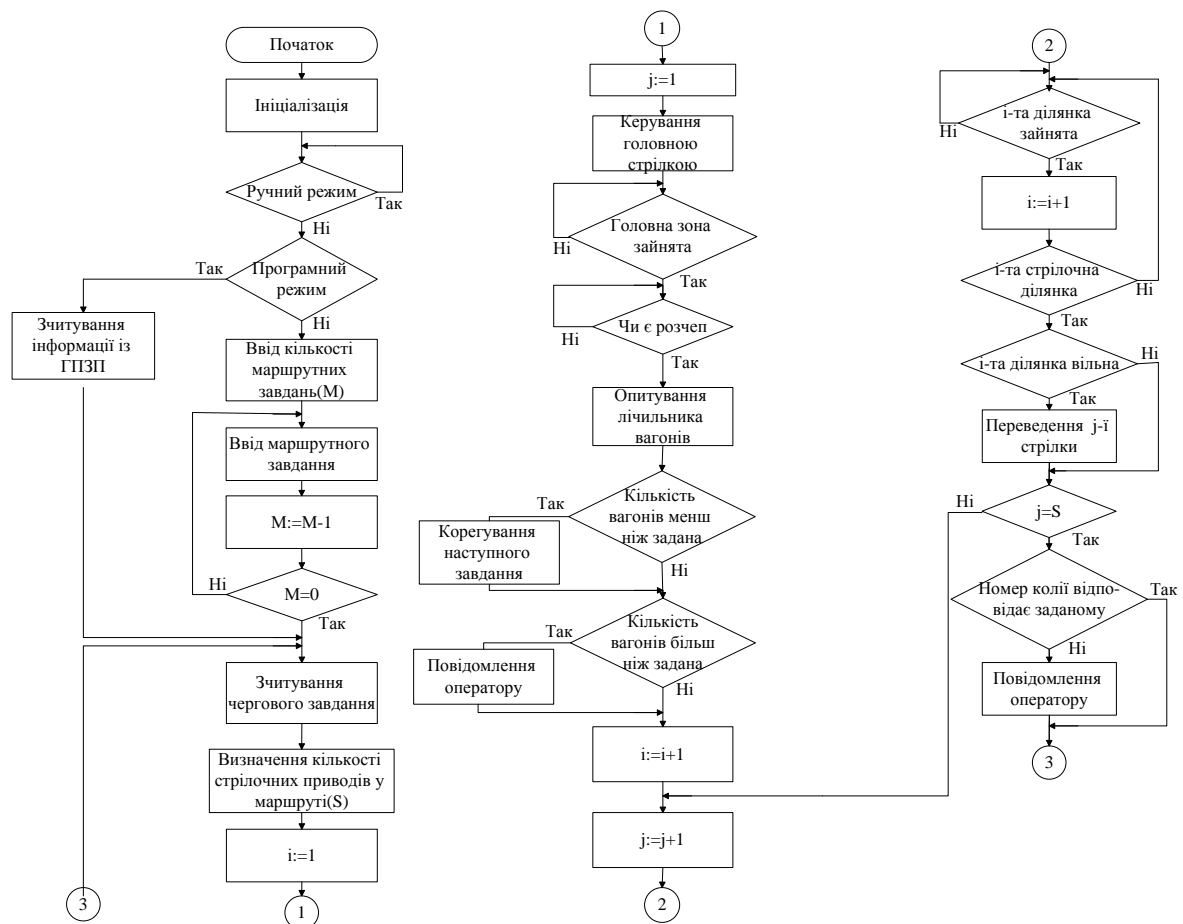 Початок
Ініціалізація
Ручний режим
Так
Ні
Програмний
режим
Так
Ні
Зчитування
інформації із
ГПЗП
Ввід кількості
маршрутних
завдань(М)
Ввід маршрутного
завдання
М:=М-1
М=0
Ні
Так
Зчитування
чергового завдання
Визначення кількості
стрілочних приводів у
маршруті(S)
i:=1
3
1
1
j:=1
Керування
головною
стрілкою
Головна зона
зайнята
Ні
Так
Чи є розчеп
Ні
Так
Опитування
лічильника
вагонів
Кількість
вагонів менш
ніж задана
Так
Ні
Корегування
наступного
завдання
Кількість
вагонів більш
ніж задана
Так
Ні
Повідомлення
оператору
i:=i+1
j:=j+1
2
2
і-та ділянка
зайнята
Ні
Так
i:=i+1
і-та стрілочна
ділянка
Ні
Так
і-та ділянка вільна
Ні
Так
Переведення j-ї
стрілки
j=S
Ні
Так
Номер колії відпо-
відає заданому
Так
Ні
Повідомлення
оператору
3